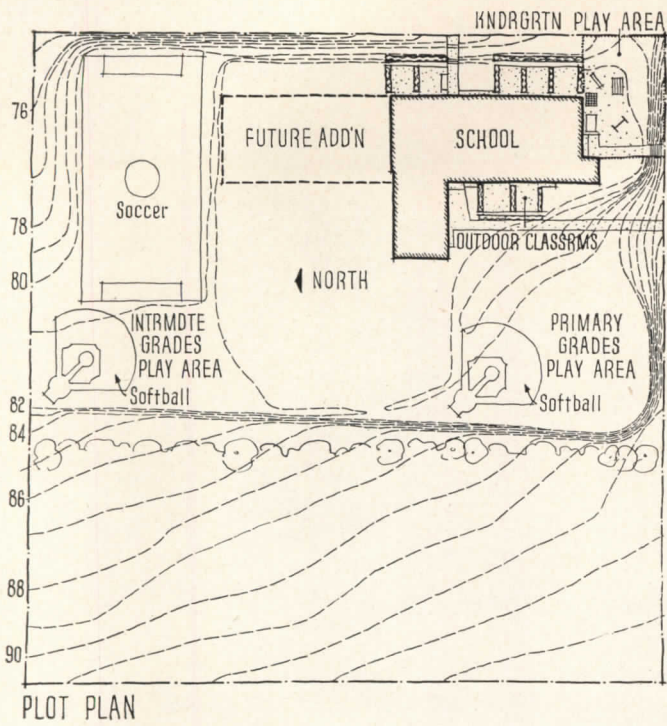 KNDRGRTN PLAY AREA
76
FUTURE ADD'N
SCHOOL
Soccer
78
OUTDOOR CLASSRMS
80
NORTH
INTRMDTE
GRADES
PLAY AREA
Softball
PRIMARY
GRADES
PLAY AREA
Softball
82
84
86
88
90
PLOT PLAN